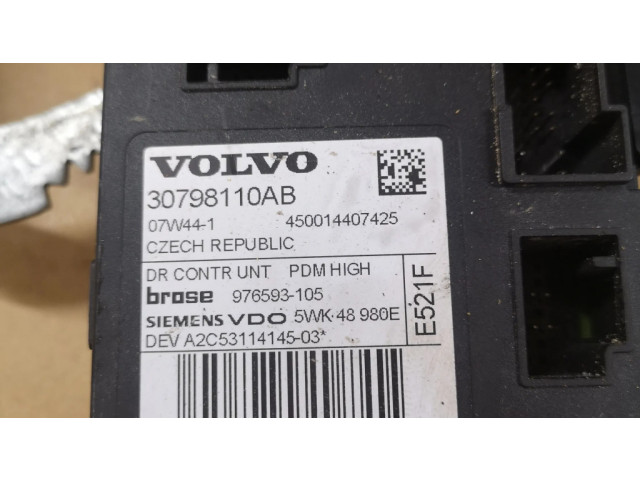 VOLVO
30798110AB
07W44-1 450014407425
CZECH REPUBLIC
DR CONTR UNT PDM HIGH
brose 976593-105
SIEMENS VDO 5WK 48 980E
DEV A2C53114145-03*
E521F